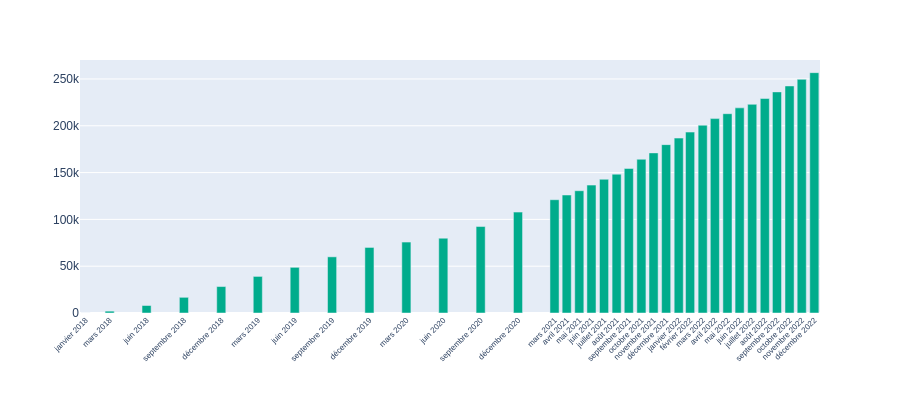 250k
200k
150k
100k
50k
0
janvier 2018
mars 2018
juin 2018
septembre 2018
décembre 2018
mars 2019
juin 2019
septembre 2019
décembre 2019
mars 2020
juin 2020
septembre 2020
décembre 2020
mars 2021
avril 2021
mai 2021
juin 2021
juillet 2021
août 2021
septembre 2021
octobre 2021
novembre 2021
décembre 2021
janvier 2022
février 2022
mars 2022
avril 2022
mai 2022
juin 2022
juillet 2022
août 2022
septembre 2022
octobre 2022
novembre 2022
décembre 2022